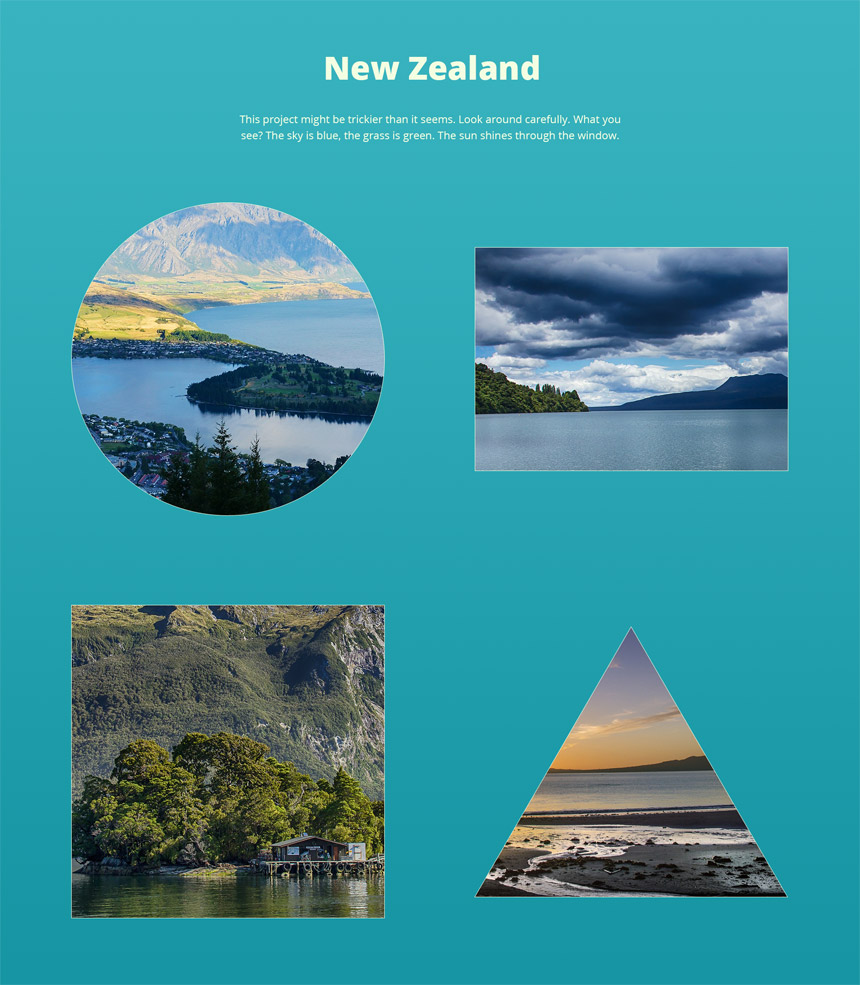 New Zealand
This project might be trickier than it seems. Look around carefully. What you
see? The sky is blue, the grass is green. The sun shines through the window.